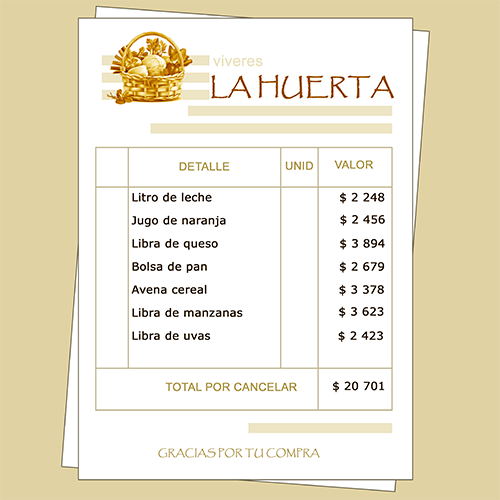 viveres
LA HUERTA
DETALLE UNID VALOR
Litro de leche $ 2 248
Jugo de naranja $ 2 456
Libra de queso $ 3 894
Bolsa de pan $ 2 679
Avena cereal $ 3 378
Libra de manzanas $ 3 623
Libra de uvas $ 2 423
TOTAL POR CANCELAR $ 20 701
GRACIAS POR TU COMPRA